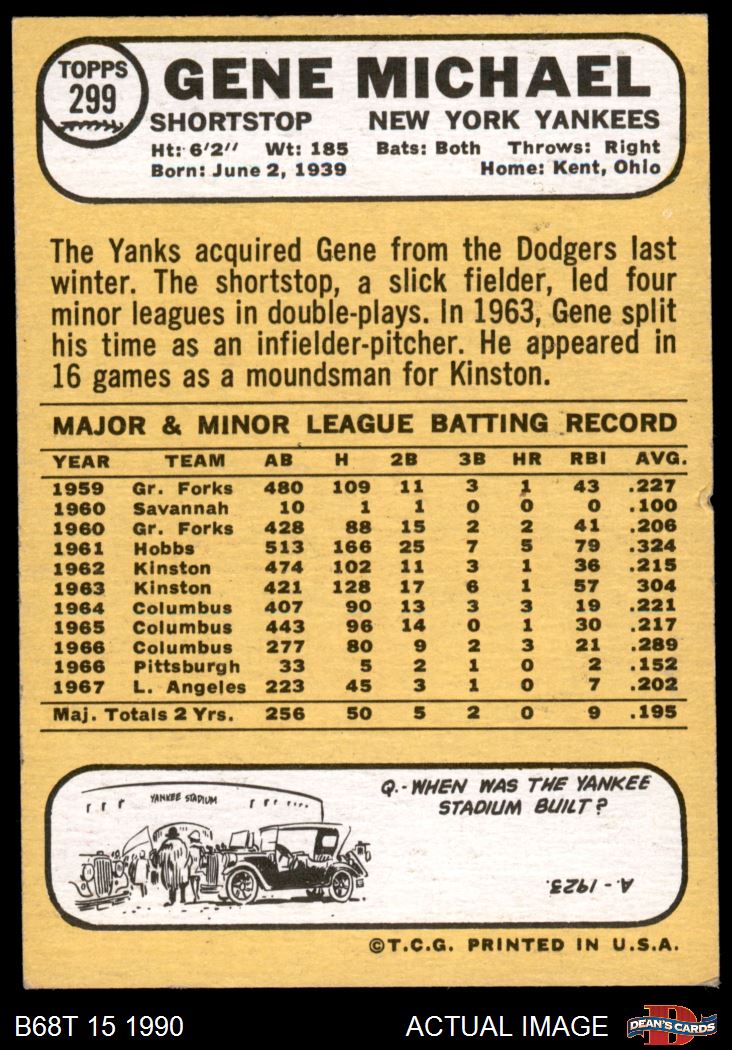 TOPPS
299
GENE MICHAEL
SHORTSTOP NEW YORK YANKEES
Ht: 6'2" Wt: 185 Bats: Both Throws: Right
Born: June 2, 1939 Home: Kent, Ohio
The Yanks acquired Gene from the Dodgers last
winter. The shortstop, a slick fielder, led four
minor leagues in double-plays. In 1963, Gene split
his time as an infielder-pitcher. He appeared in
16 games as a moundsman for Kinston.
MAJOR & MINOR LEAGUE BATTING RECORD
YEAR TEAM AB H 2B 3B HR RBI AVG.
1959 Gr. Forks 480 109 11 3 1 43 .227
1960 Savannah 10 1 1 0 0 0 .100
1960 Gr. Forks 428 88 15 2 2 41 .206
1961 Hobbs 513 166 25 7 5 79 .324
1962 Kinston 474 102 11 3 1 36 .215
1963 Kinston 421 128 17 6 1 57 304
1964 Columbus 407 90 13 3 3 19 .221
1965 Columbus 443 96 14 0 1 30 .217
1966 Columbus 277 80 9 2 3 21 .289
1966 Pittsburgh 33 5 2 1 0 2 .152
1967 L. Angeles 223 45 3 1 0 7 .202
Maj. Totals 2 Yrs. 256 50 5 2 0 9 .195
YANKEE STADIUM
Q.-WHEN WAS THE YANKEE
STADIUM BUILT?
A.-1923.
©T.C.G. PRINTED IN U.S.A.
B68T 15 1990 ACTUAL IMAGE
D
DEAN'S CARDS